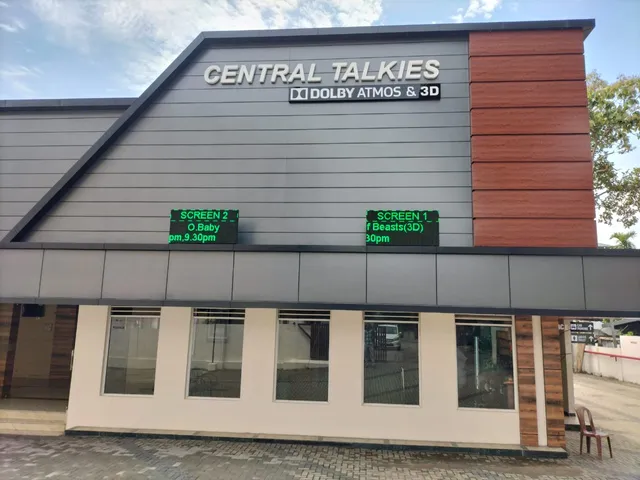 CENTRAL TALKIES
DOLBY ATMOS & 3D
SCREEN 2
O.Baby
pm,9.30pm
SCREEN 1
f Beasts(3D)
30pm